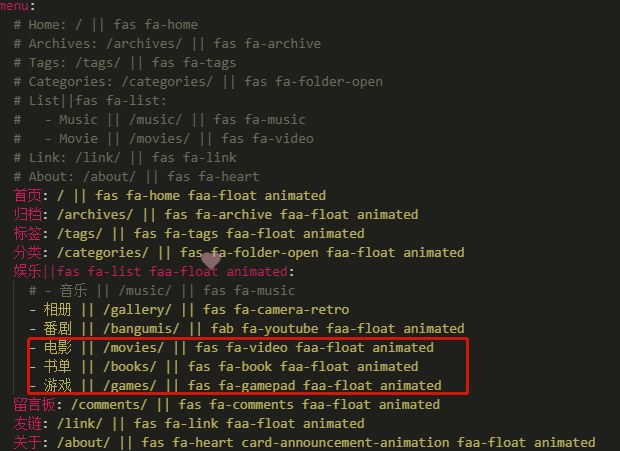 menu:
# Home: / || fas fa-home
# Archives: /archives/ || fas fa-archive
# Tags: /tags/ || fas fa-tags
# Categories: /categories/ || fas fa-folder-open
# List||fas fa-list:
#   - Music || /music/ || fas fa-music
#   - Movie || /movies/ || fas fa-video
# Link: /link/ || fas fa-link
# About: /about/ || fas fa-heart
首页: / || fas fa-home faa-float animated
归档: /archives/ || fas fa-archive faa-float animated
标签: /tags/ || fas fa-tags faa-float animated
分类: /categories/ || fas fa-folder-open faa-float animated
娱乐||fas fa-list faa-float animated:
# - 音乐 || /music/ || fas fa-music
- 相册 || /gallery/ || fas fa-camera-retro
- 番剧 || /bangumis/ || fab fa-youtube faa-float animated
- 电影 || /movies/ || fas fa-video faa-float animated
- 书单 || /books/ || fas fa-book faa-float animated
- 游戏 || /games/ || fas fa-gamepad faa-float animated
留言板: /comments/ || fas fa-comments faa-float animated
友链: /link/ || fas fa-link faa-float animated
关于: /about/ || fas fa-heart card-announcement-animation faa-float animated